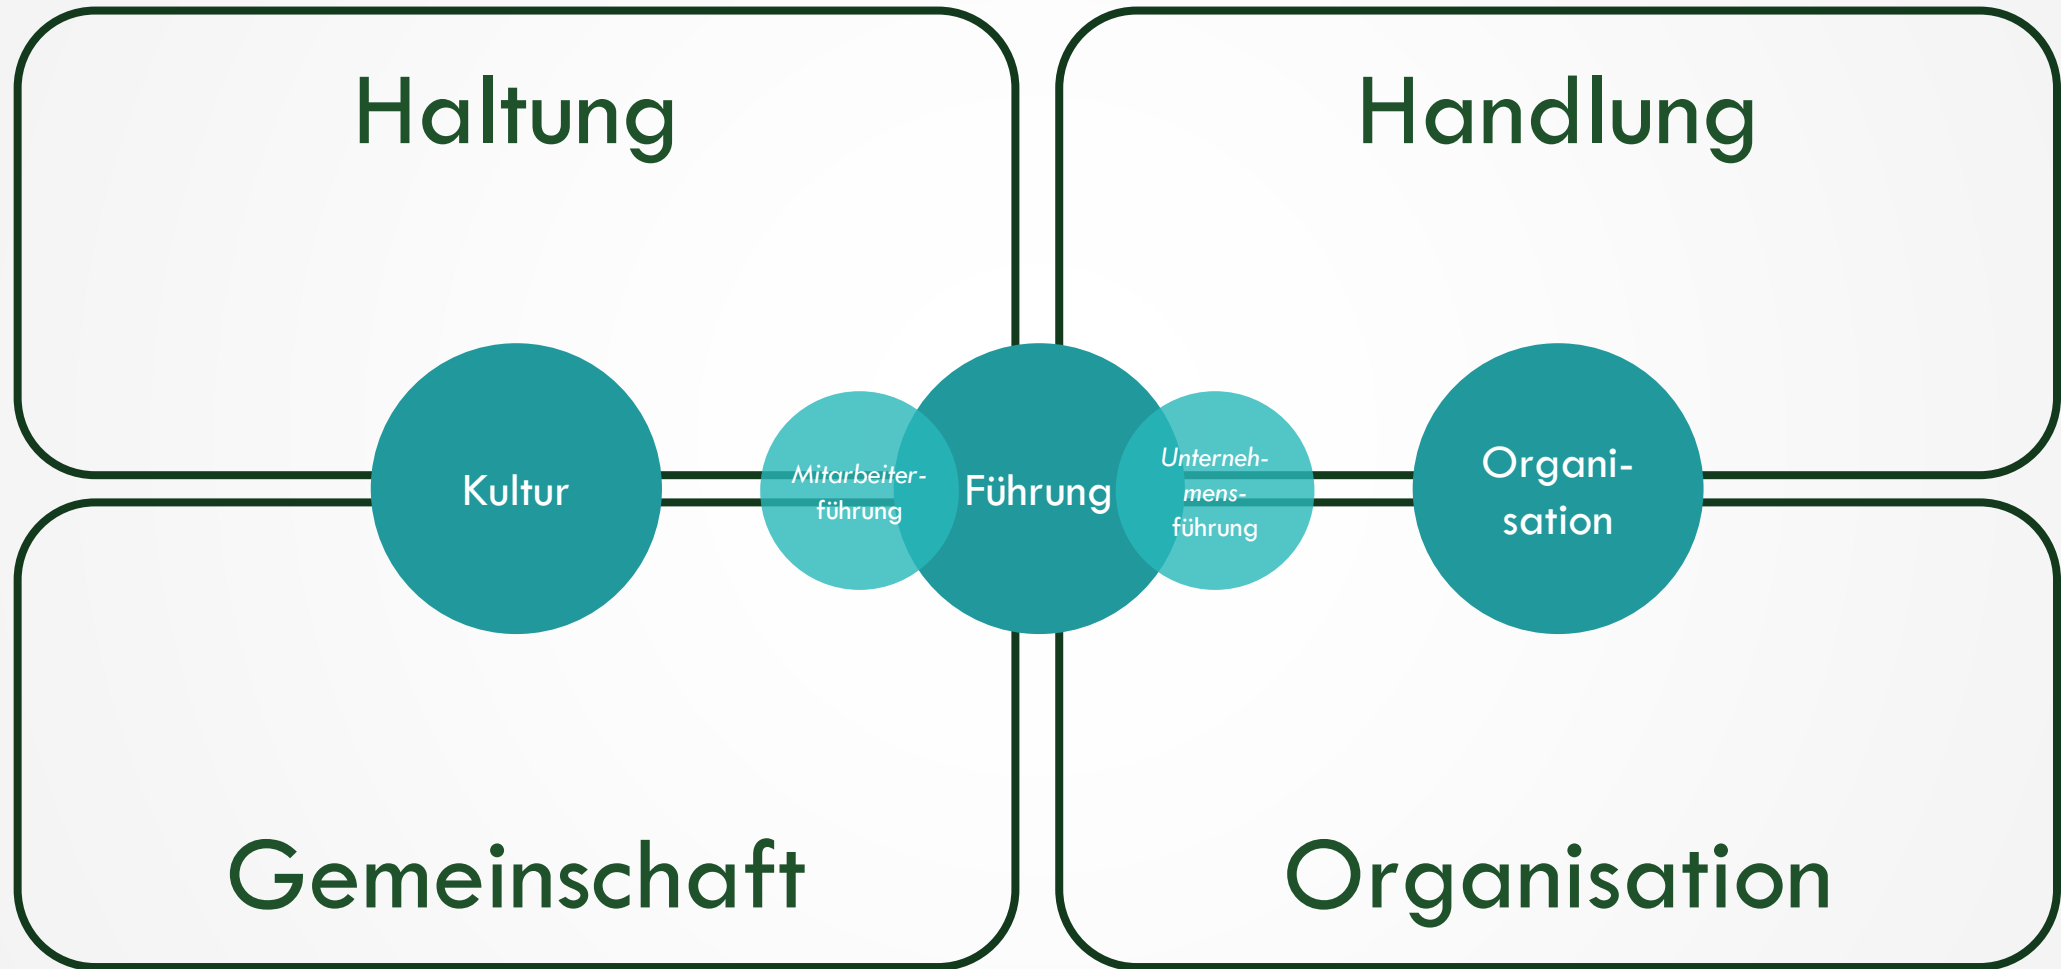 Haltung
Handlung
Kultur
Mitarbeiter-
führung
Führung
Unterneh-
mens-
führung
Organi-
sation
Gemeinschaft
Organisation